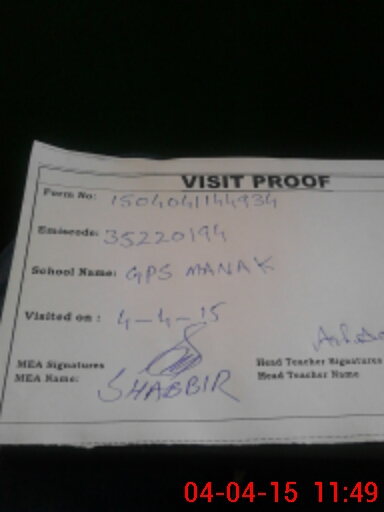 VISIT PROOF
Form No: 1504041144934
Emiscode: 35220194
School Name: GPS MANAK
Visited on : 4-4-15
MEA Signatures Head Teacher Signatures
MEA Name: SHABBIR Head Teacher Name
04-04-15 11:49